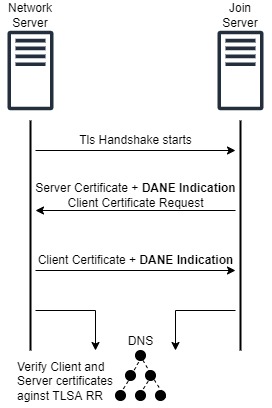 Network
Server
Join
Server
Tls Handshake starts
Server Certificate + DANE Indication
Client Certificate Request
Client Certificate + DANE Indication
DNS
Verify Client and
Server certificates
aginst TLSA RR